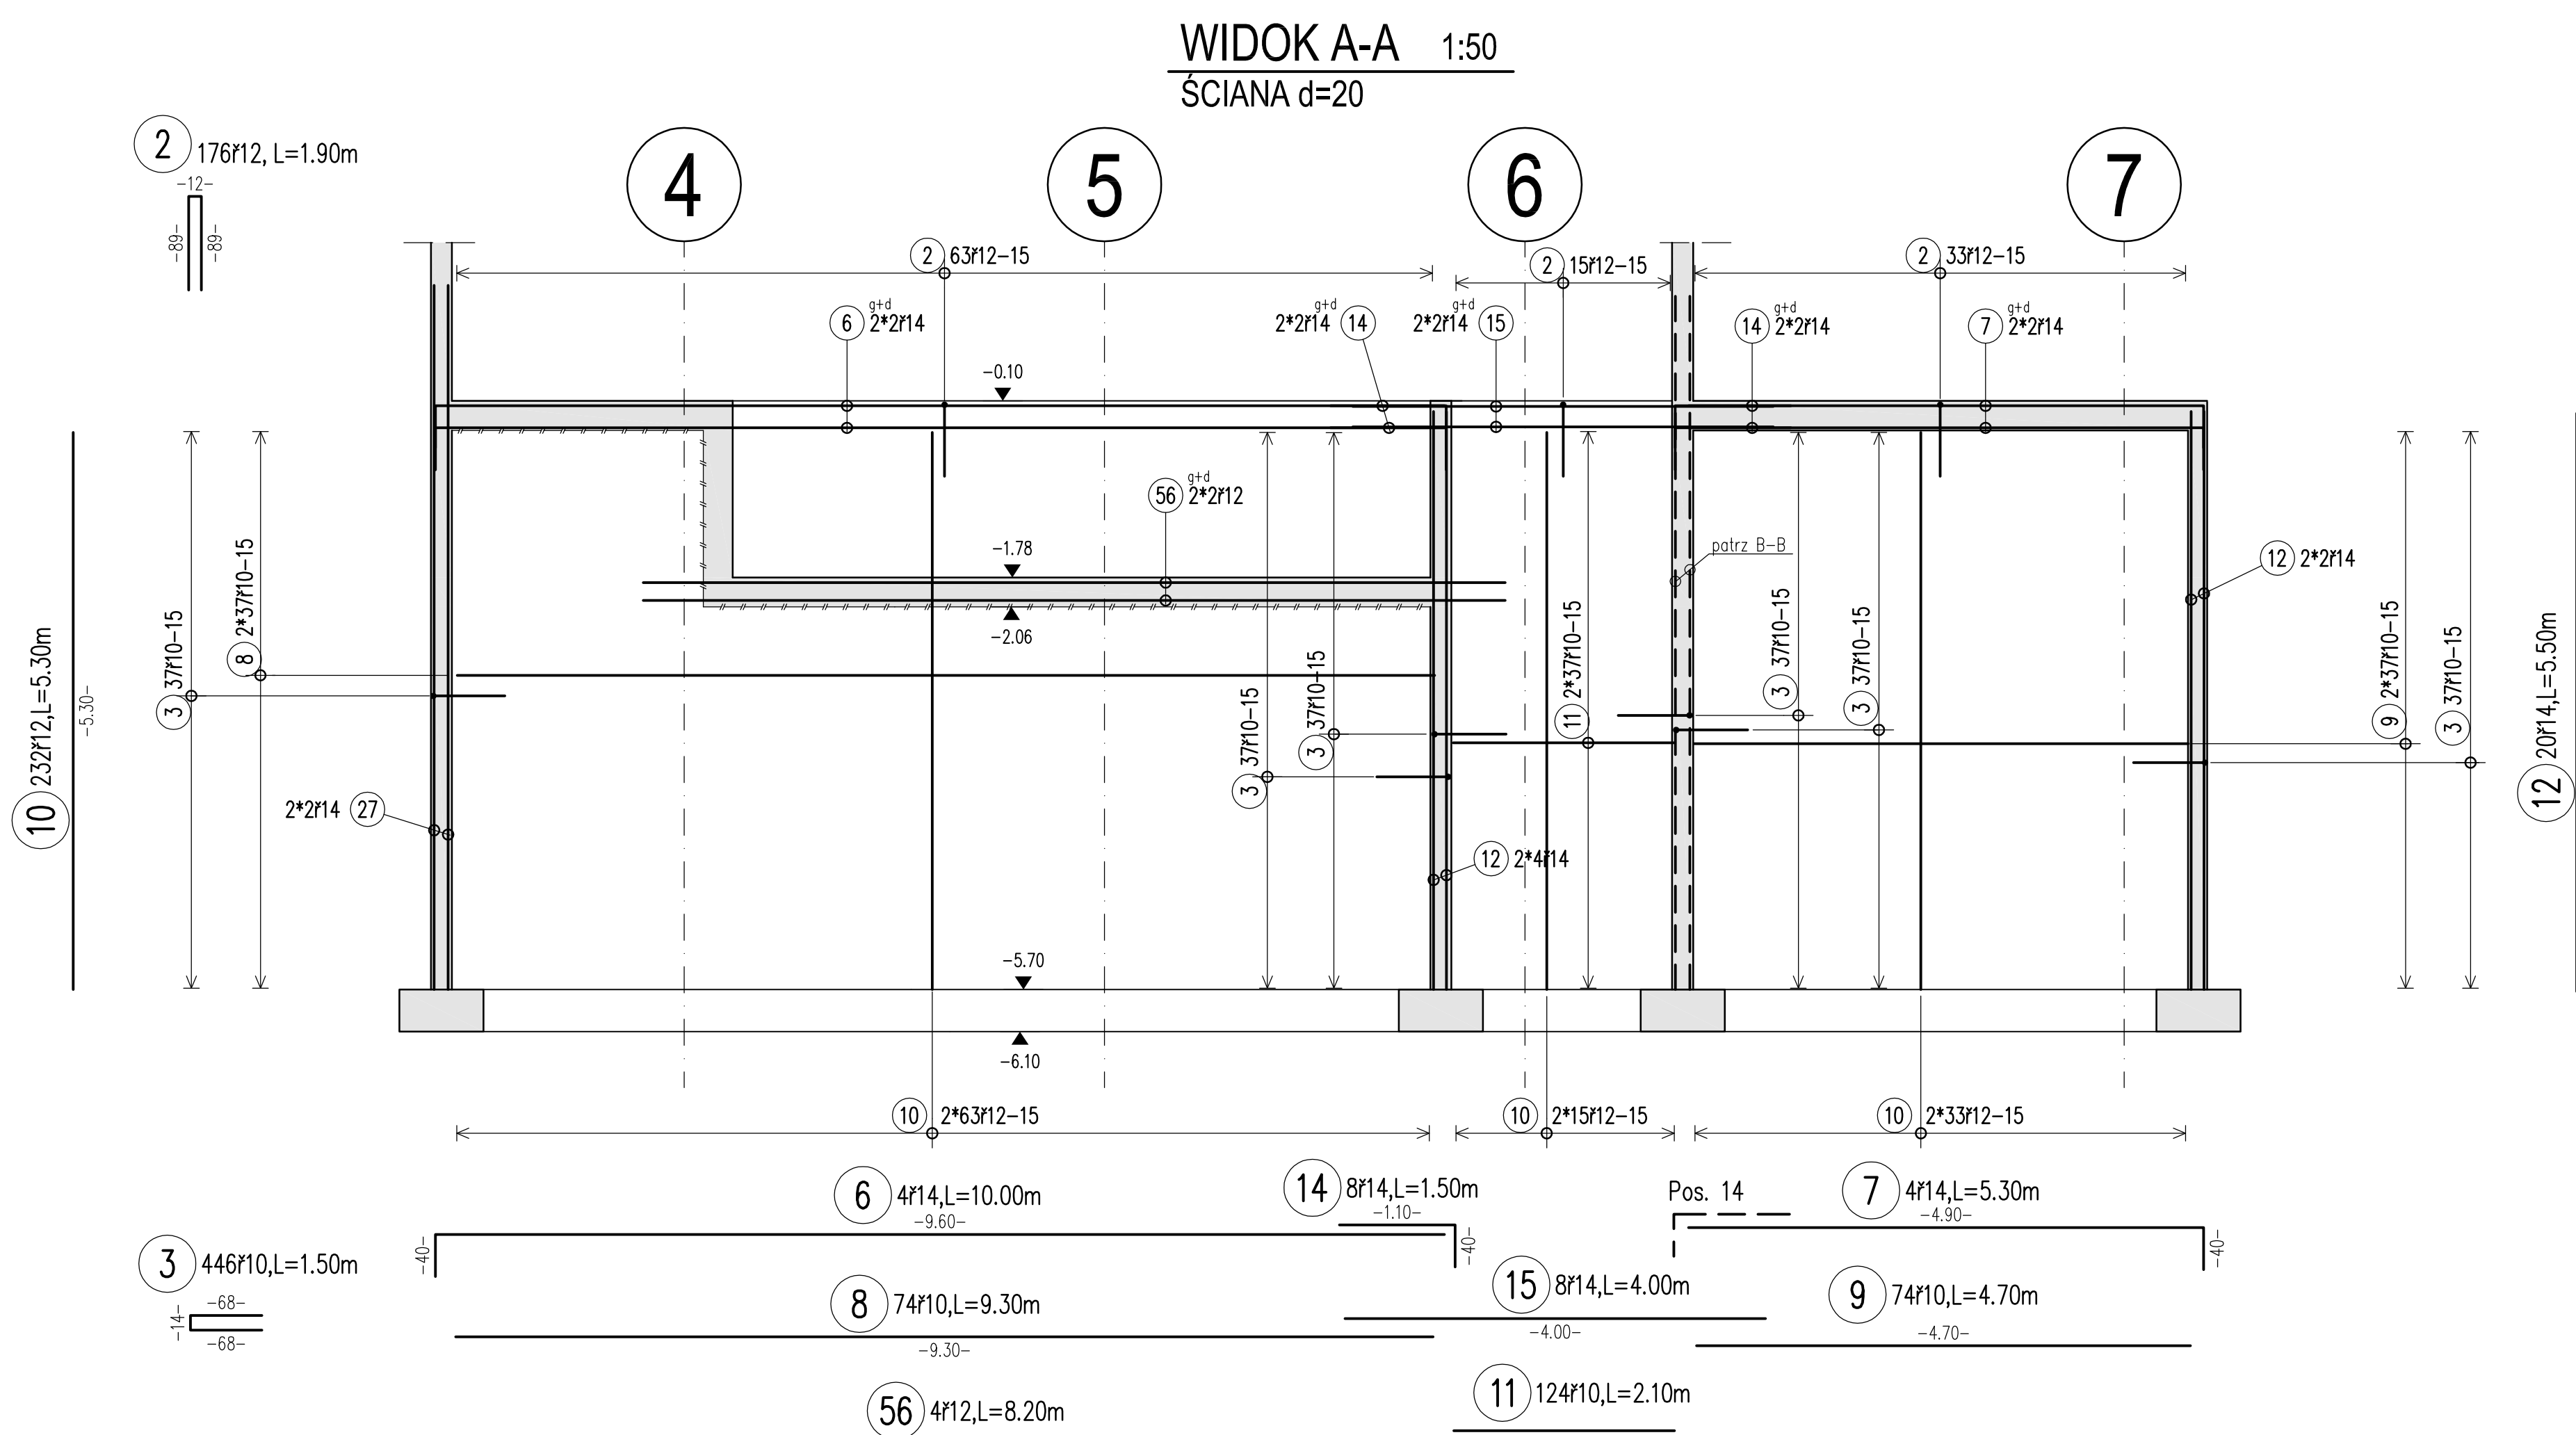 WIDOK A-A 1:50
ŚCIANA d=20
2 176ř12, L=1.90m
-12-
-89-
-89-
4
5
6
7
2 63ř12-15
2 15ř12-15
2 33ř12-15
6 g+d 2*2ř14
g+d 2*2ř14 14
g+d 2*2ř14 15
14 g+d 2*2ř14
7 g+d 2*2ř14
-0.10
56 g+d 2*2ř12
-1.78
-2.06
patrz B-B
12 2*2ř14
10 232ř12,L=5.30m
-5.30-
3 37ř10-15
8 2*37ř10-15
3 37ř10-15
3 37ř10-15
11 2*37ř10-15
3 37ř10-15
3 37ř10-15
9 2*37ř10-15
3 37ř10-15
12 20ř14,L=5.50m
2*2ř14 27
12 2*4ř14
-5.70
-6.10
10 2*63ř12-15
10 2*15ř12-15
10 2*33ř12-15
6 4ř14,L=10.00m
-9.60-
-40-
14 8ř14,L=1.50m
-1.10-
-40-
Pos. 14
7 4ř14,L=5.30m
-4.90-
-40-
3 446ř10,L=1.50m
-68-
-14-
-68-
8 74ř10,L=9.30m
-9.30-
15 8ř14,L=4.00m
-4.00-
9 74ř10,L=4.70m
-4.70-
56 4ř12,L=8.20m
11 124ř10,L=2.10m